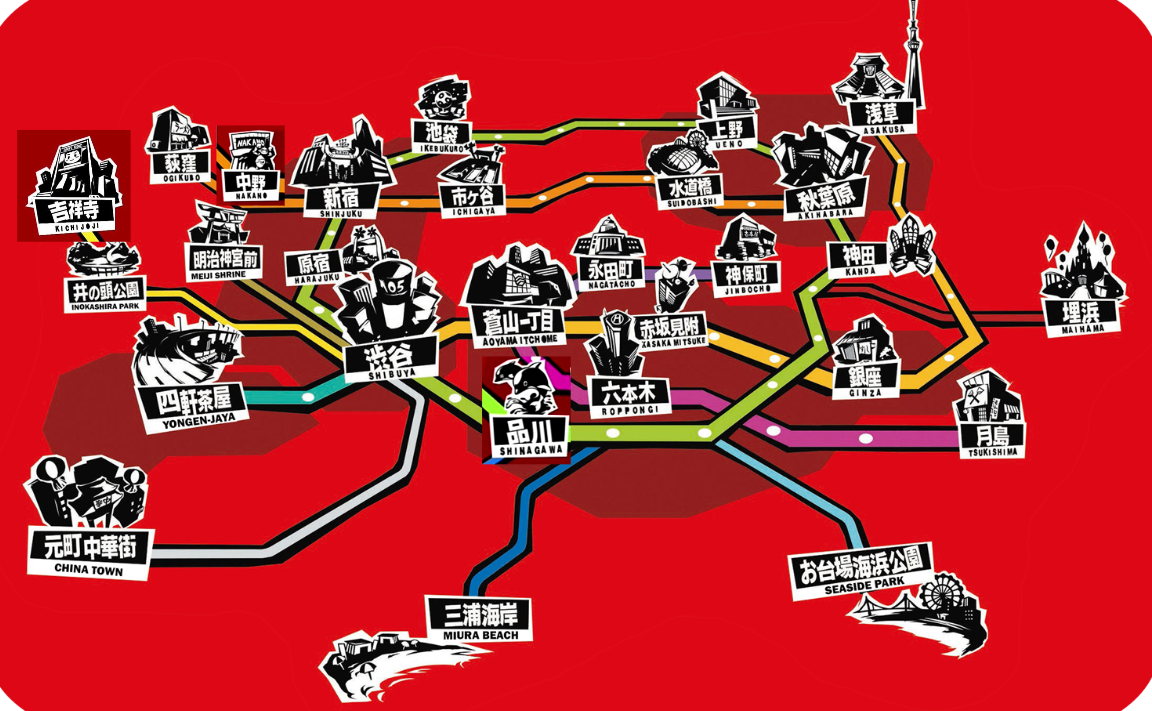 浅草
ASAKUSA
池袋
IKEBUKURO
上野
UENO
荻窪
OGIKUBO
NAKANO
中野
NAKANO
新宿
SHINJUKU
市ヶ谷
ICHIGAYA
水道橋
SUIDOBASHI
秋葉原
AKIHABARA
吉祥寺
KICHIJOJI
明治神宮前
MEIJI SHRINE
原宿
HARAJUKU
永田町
NAGATACHO
神保町
JINBOCHO
神田
KANDA
井の頭公園
INOKASHIRA PARK
105
渋谷
SHIBUYA
蒼山一丁目
AOYAMA ITCHOME
赤坂見附
AKASAKA MITSUKE
銀座
GINZA
埋浜
MAIHAMA
四軒茶屋
YONGEN-JAYA
六本木
ROPPONGI
品川
SHINAGAWA
月島
TSUKISHIMA
元町中華街
CHINA TOWN
お台場海浜公園
SEASIDE PARK
三浦海岸
MIURA BEACH